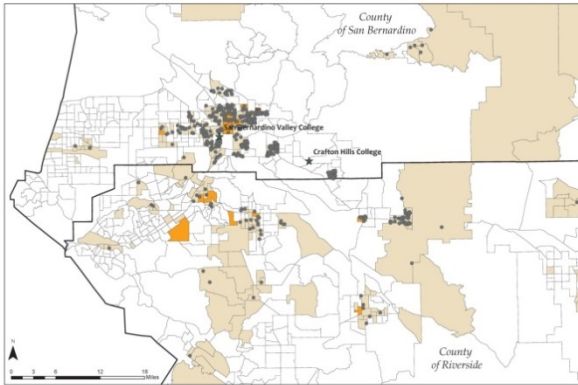 County
of San Bernardino
San Bernardino Valley College
Crafton Hills College
County
of Riverside
N
0 3 6 12 18
Miles